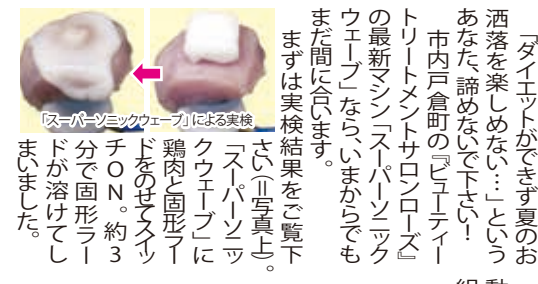 「ダイエットができず夏のお
洒落を楽しめない…」という
あなた、諦めないで下さい！
市内戸倉町の『ビューティー
トリートメントサロンローズ』
の最新マシン「スーパーソニック
ウェーブ」なら、いまからでも
まだ間に合います。
まずは実検結果をご覧下
さい（＝写真上）。
「スーパーソニッ
クウェーブ」に
鶏肉と固形ラー
ドをのせてスイッ
チＯＮ。約３
分で固形ラー
ドが溶けてし
まいました。
「スーパーソニックウェーブ」による実検